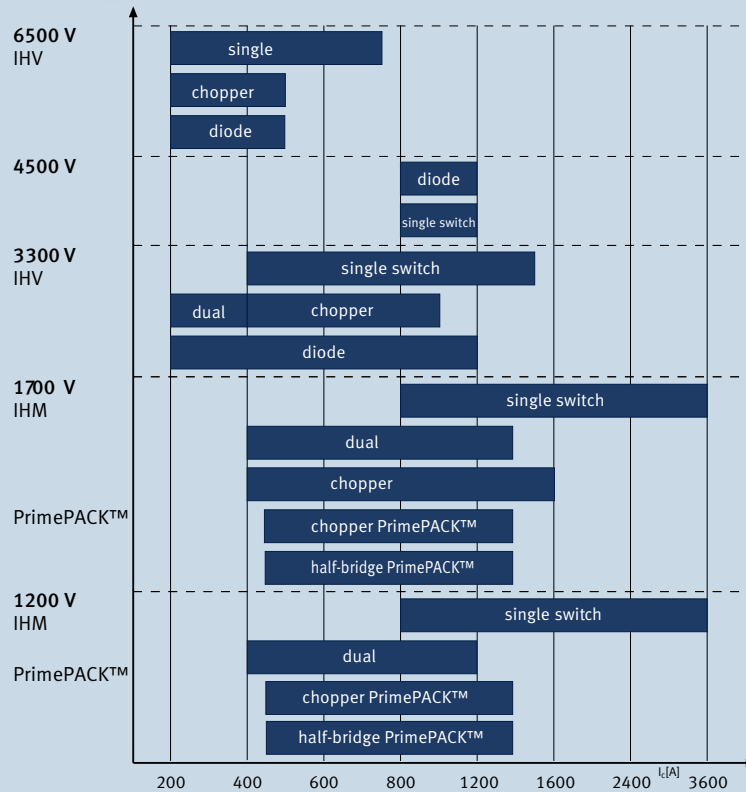 6500 V
IHV
single
chopper
diode
4500 V
diode
single switch
3300 V
IHV
single switch
dual
chopper
diode
1700 V
IHM
single switch
dual
chopper
PrimePACK™
chopper PrimePACK™
half-bridge PrimePACK™
1200 V
IHM
single switch
dual
PrimePACK™
chopper PrimePACK™
half-bridge PrimePACK™
200 400 600 800 1200 1600 2400 Ic[A] 3600